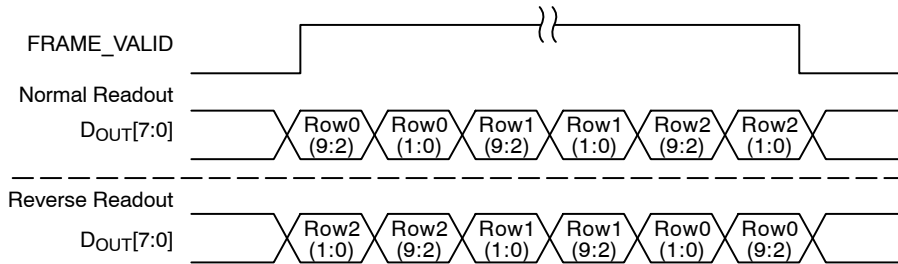 FRAME_VALID
Normal Readout
DOUT[7:0]
Row0 Row0 Row1 Row1 Row2 Row2
(9:2) (1:0) (9:2) (1:0) (9:2) (1:0)
Reverse Readout
DOUT[7:0]
Row2 Row2 Row1 Row1 Row0 Row0
(1:0) (9:2) (1:0) (9:2) (1:0) (9:2)